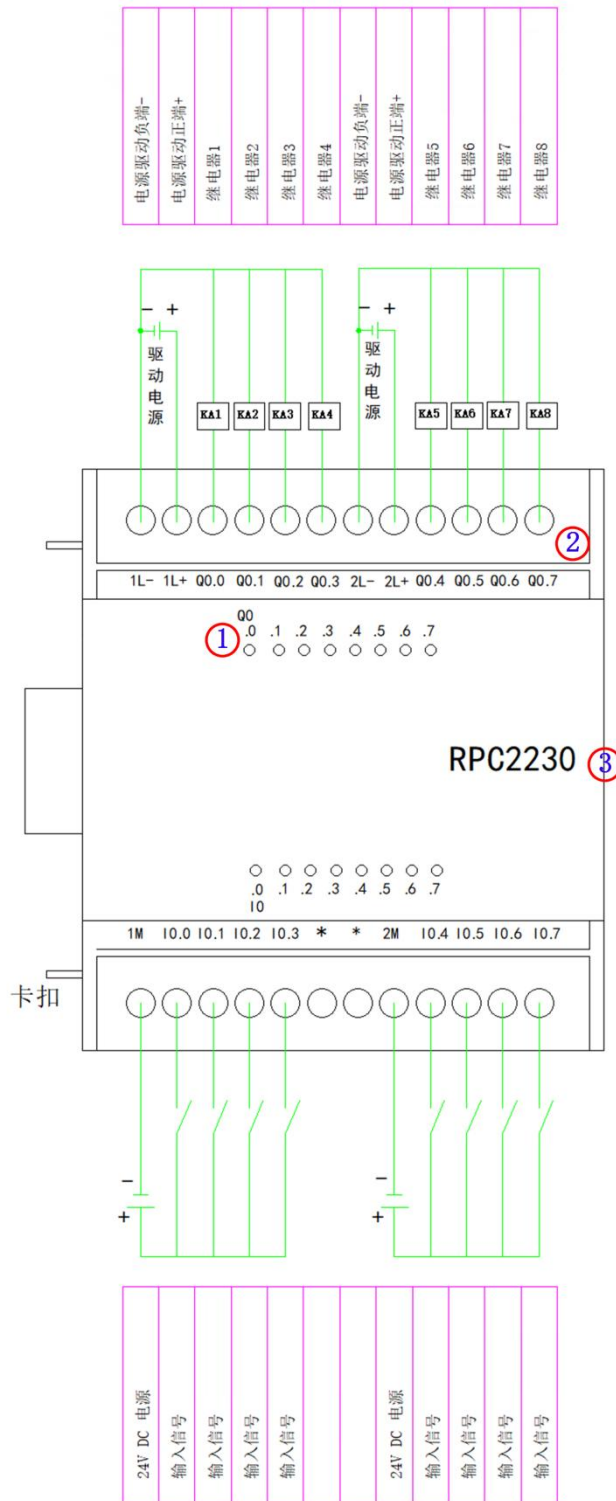 电源驱动负端-
电源驱动正端+
继电器1
继电器2
继电器3
继电器4
电源驱动负端-
电源驱动正端+
继电器5
继电器6
继电器7
继电器8
- +
- +
驱动电源
驱动电源
KA1 KA2 KA3 KA4
KA5 KA6 KA7 KA8
2
1L- 1L+ Q0.0 Q0.1 Q0.2 Q0.3 2L- 2L+ Q0.4 Q0.5 Q0.6 Q0.7
Q0
1 .0 .1 .2 .3 .4 .5 .6 .7
RPC2230 3
.0 .1 .2 .3 .4 .5 .6 .7
I0
1M I0.0 I0.1 I0.2 I0.3 * * 2M I0.4 I0.5 I0.6 I0.7
卡扣
- -
+ +
24V DC 电源
输入信号
输入信号
输入信号
输入信号
24V DC 电源
输入信号
输入信号
输入信号
输入信号